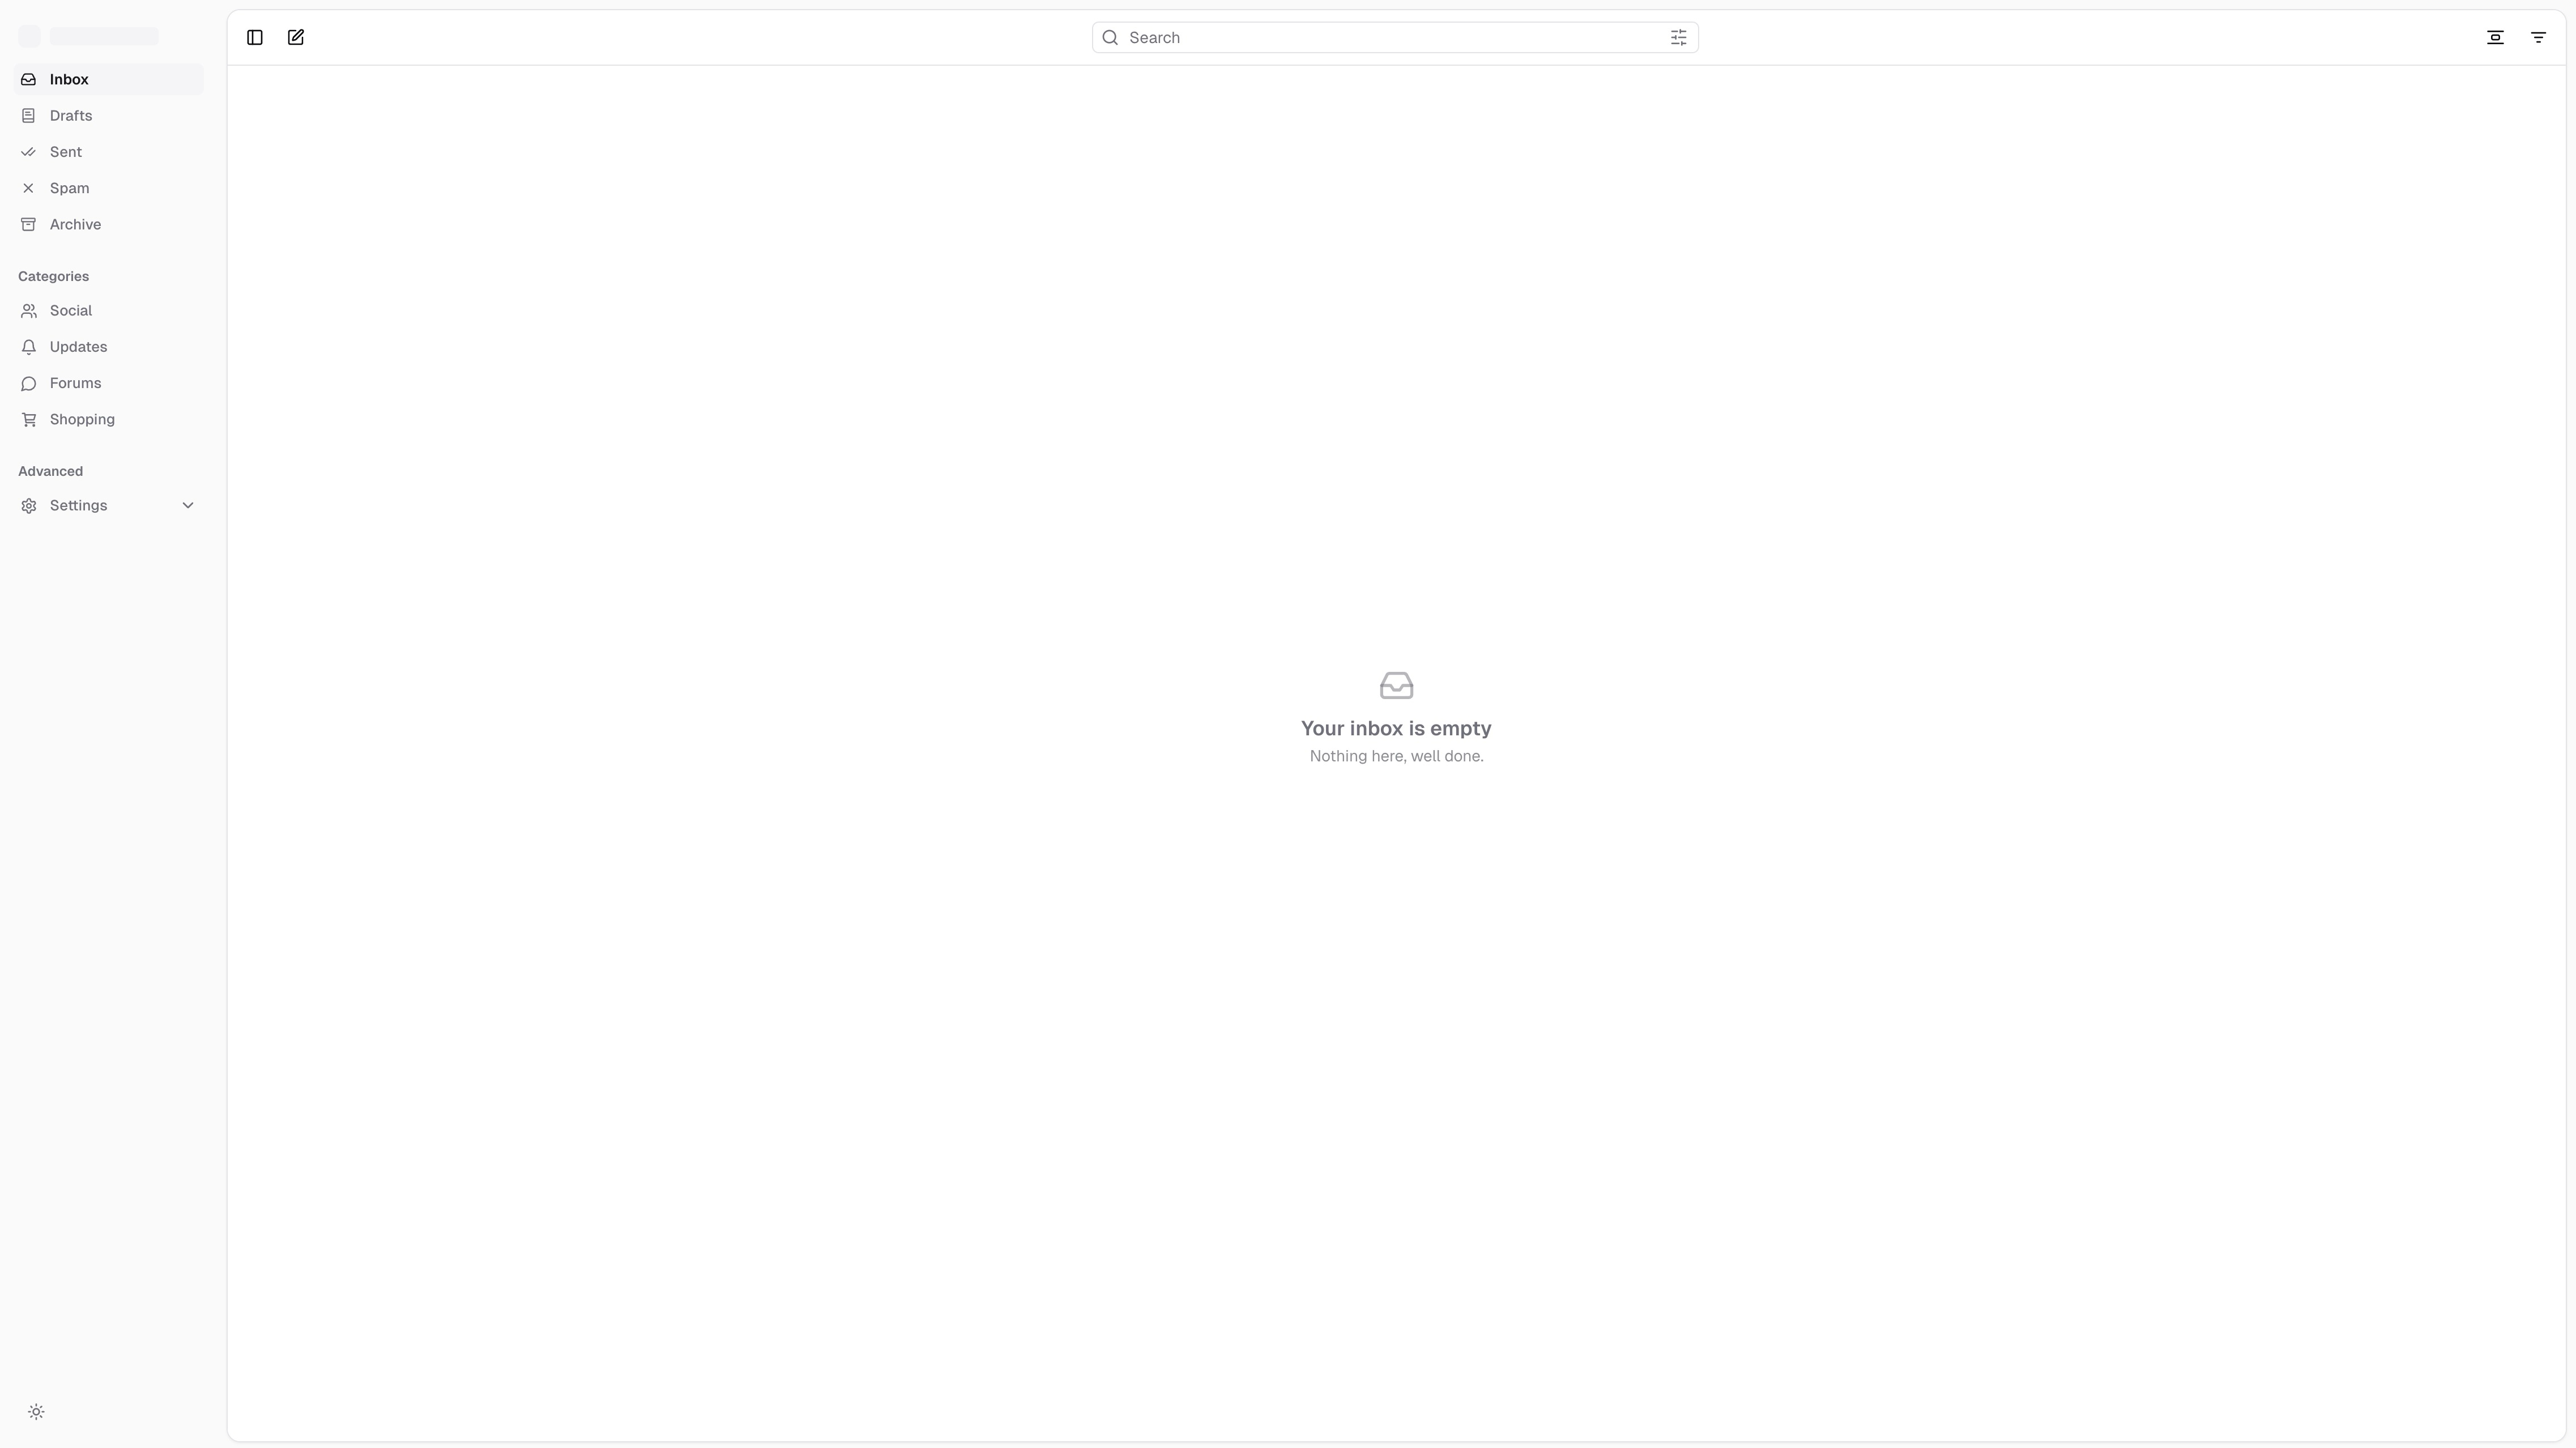 Search
Inbox
Drafts
Sent
Spam
Archive
Categories
Social
Updates
Forums
Shopping
Advanced
Settings
Your inbox is empty
Nothing here, well done.